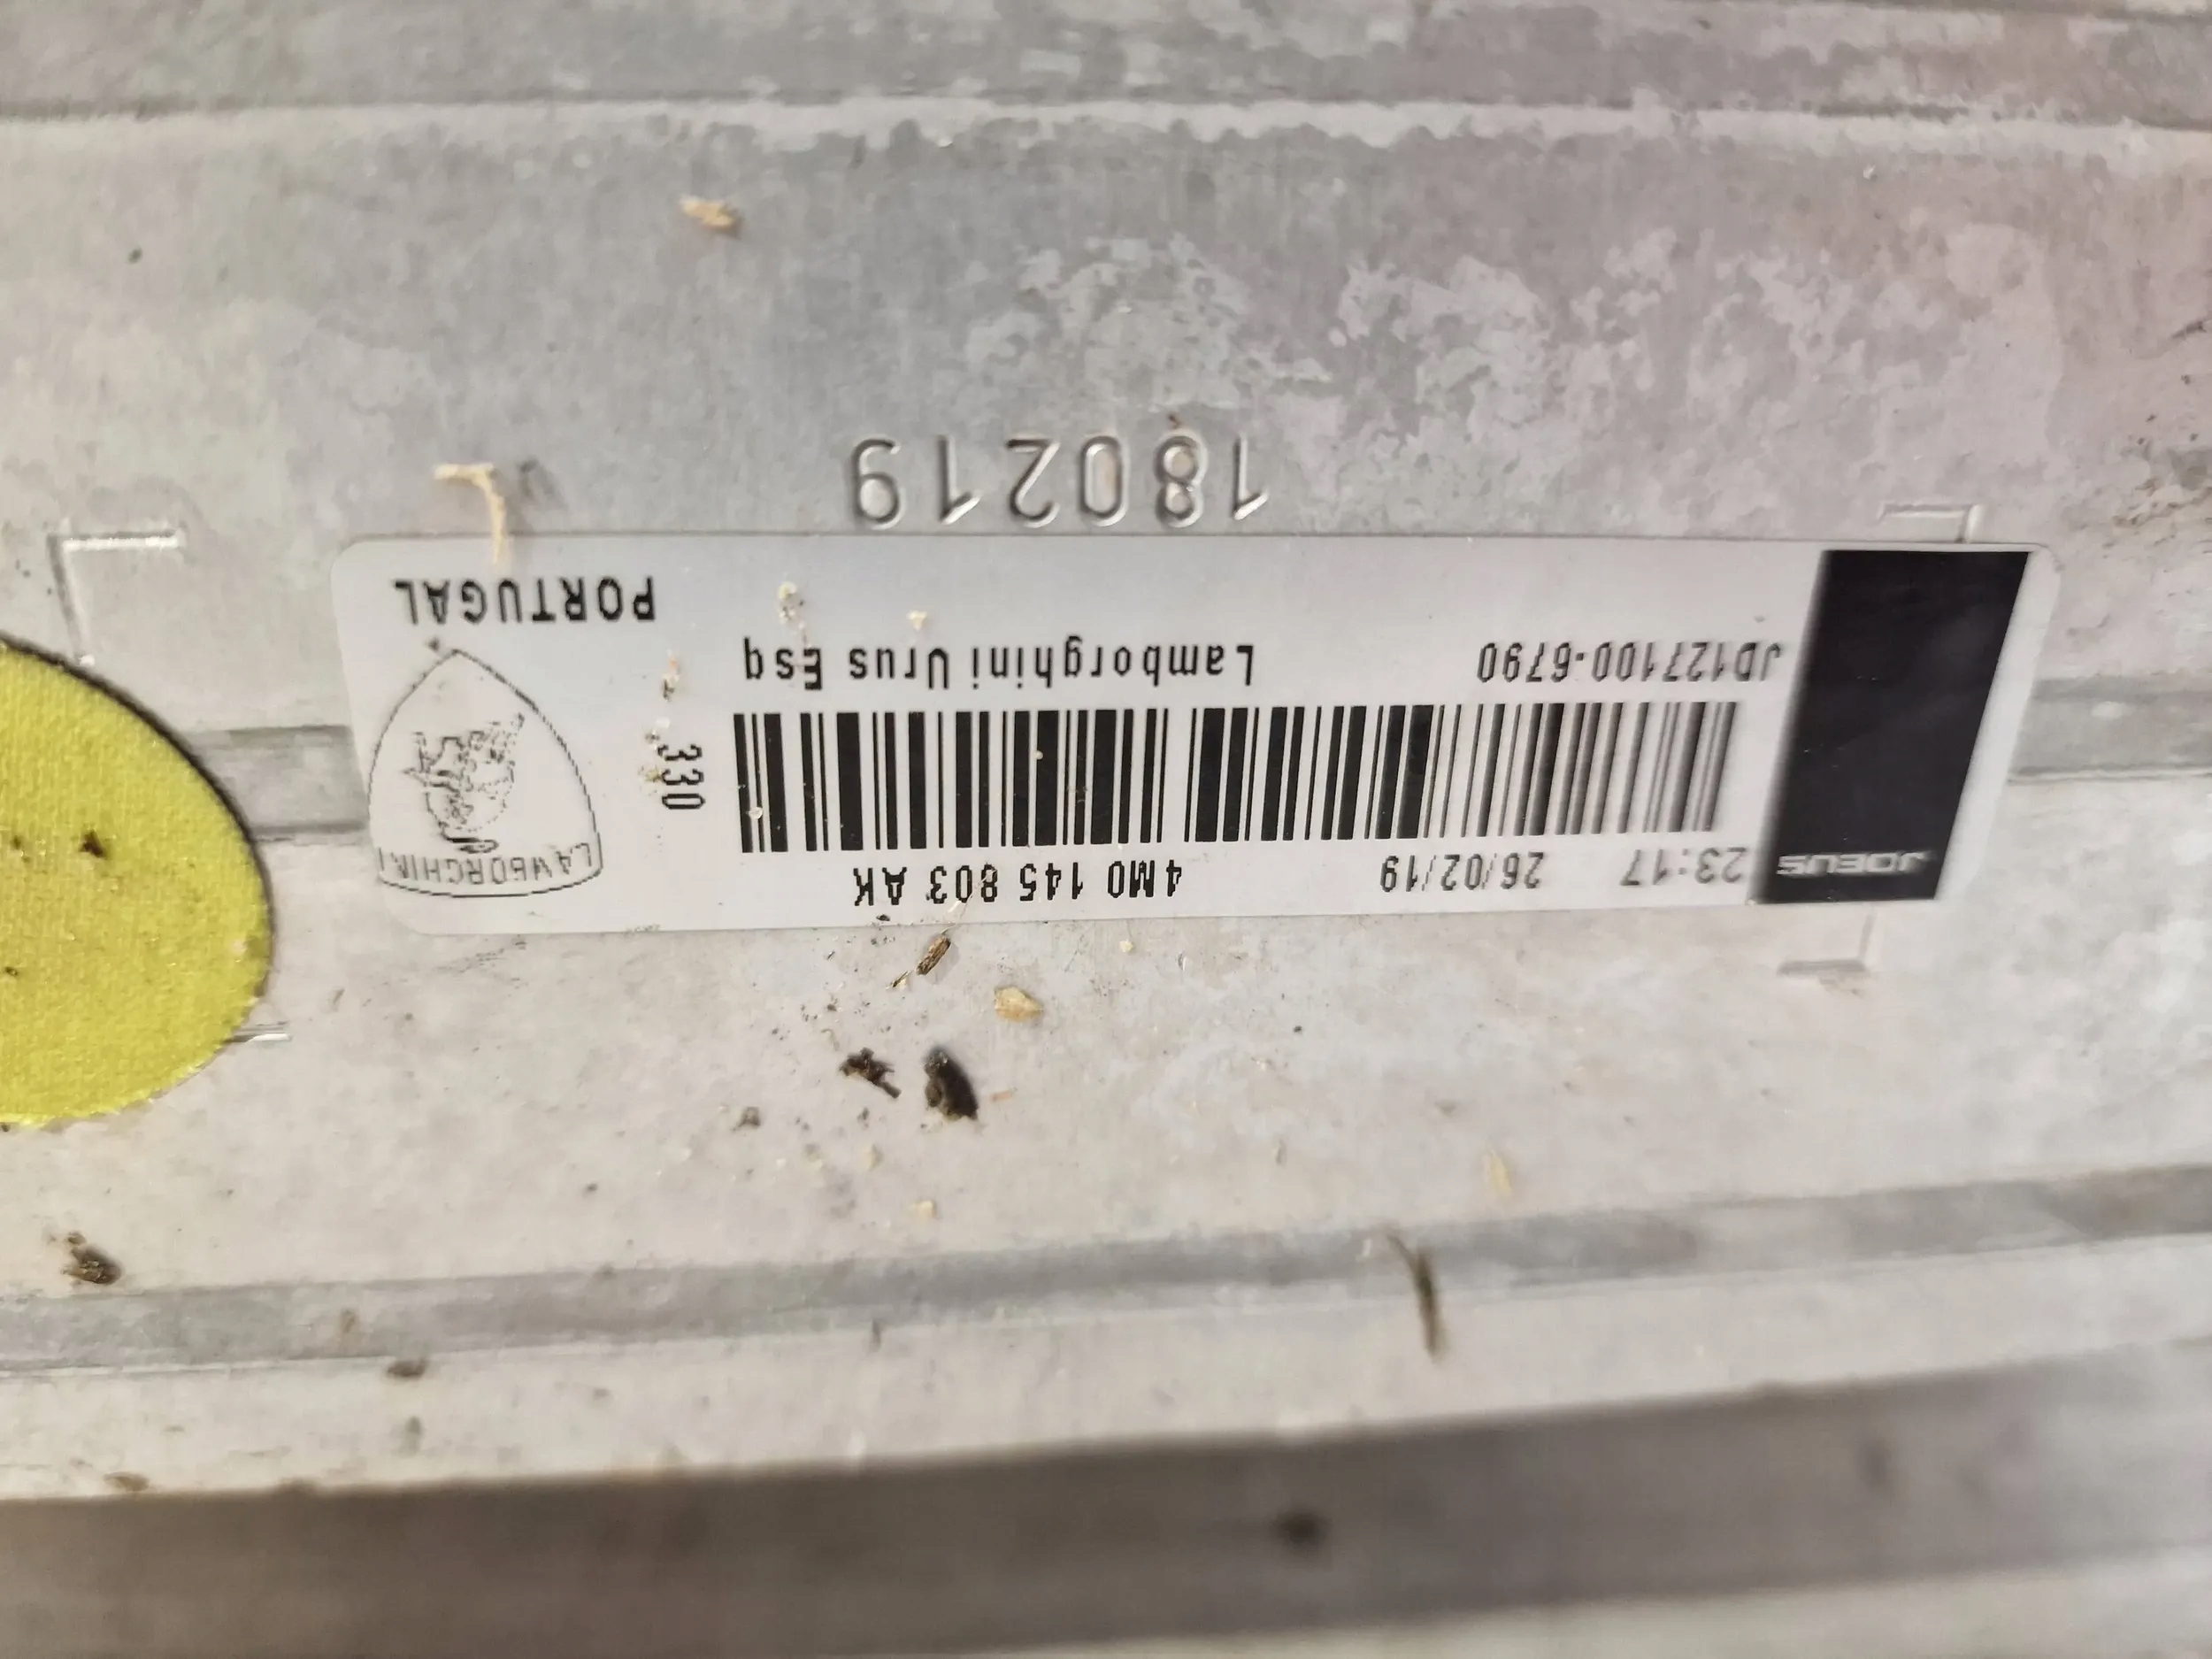 JDEUS
23:17 26/02/19 4M0 145 803 AK
330
LAMBORGHINI
JD127100-6790 Lamborghini Urus Esq
PORTUGAL
180219